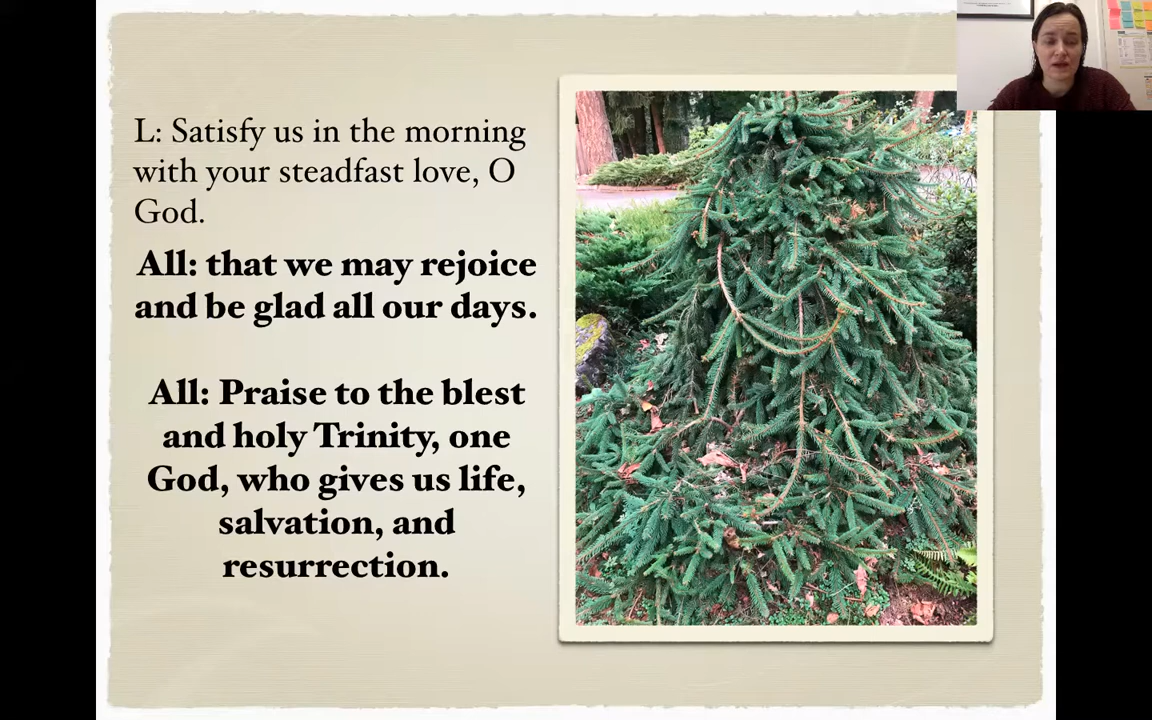 L: Satisfy us in the morning
with your steadfast love, O
God.
All: that we may rejoice
and be glad all our days.
All: Praise to the blest
and holy Trinity, one
God, who gives us life,
salvation, and
resurrection.